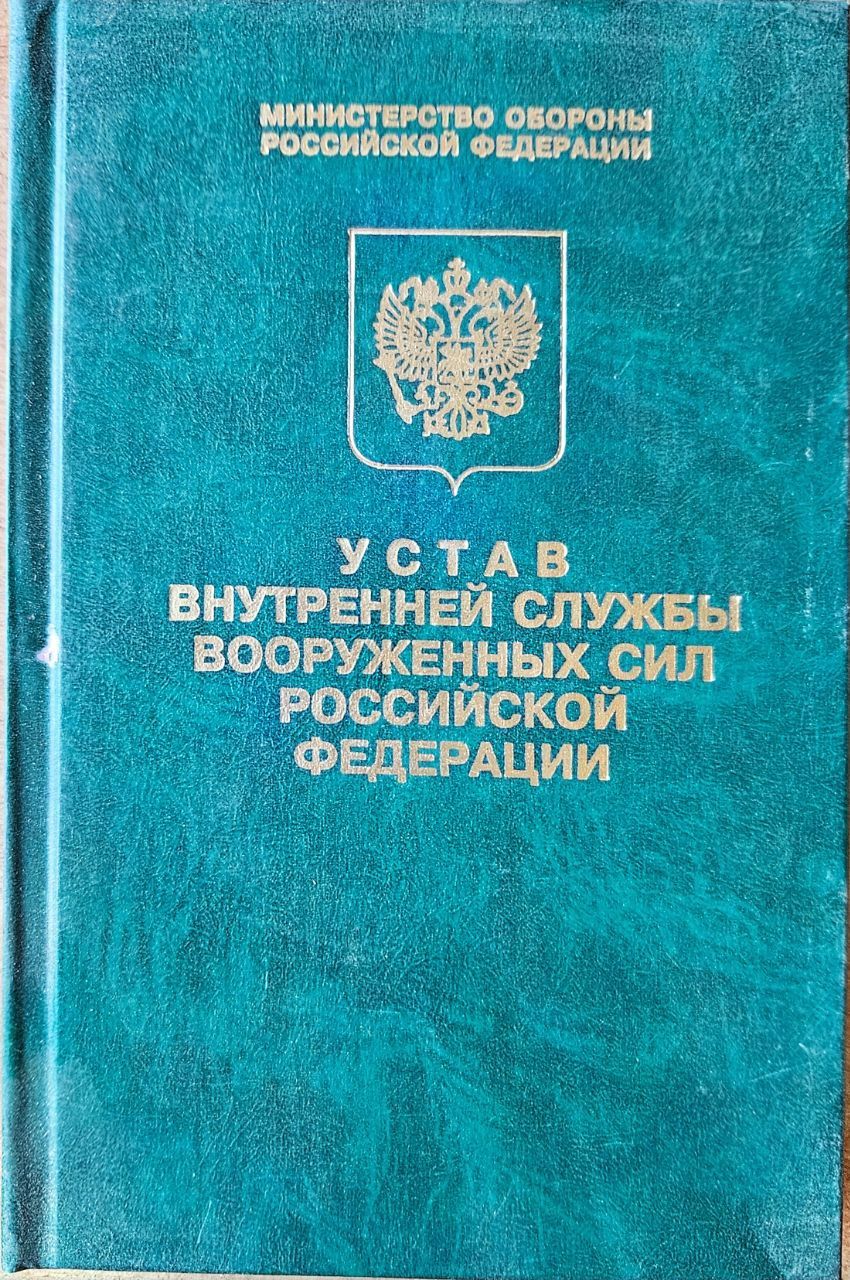 МИНИСТЕРСТВО ОБОРОНЫ
РОССИЙСКОЙ ФЕДЕРАЦИИ
УСТАВ
ВНУТРЕННЕЙ СЛУЖБЫ
ВООРУЖЕННЫХ СИЛ
РОССИЙСКОЙ
ФЕДЕРАЦИИ